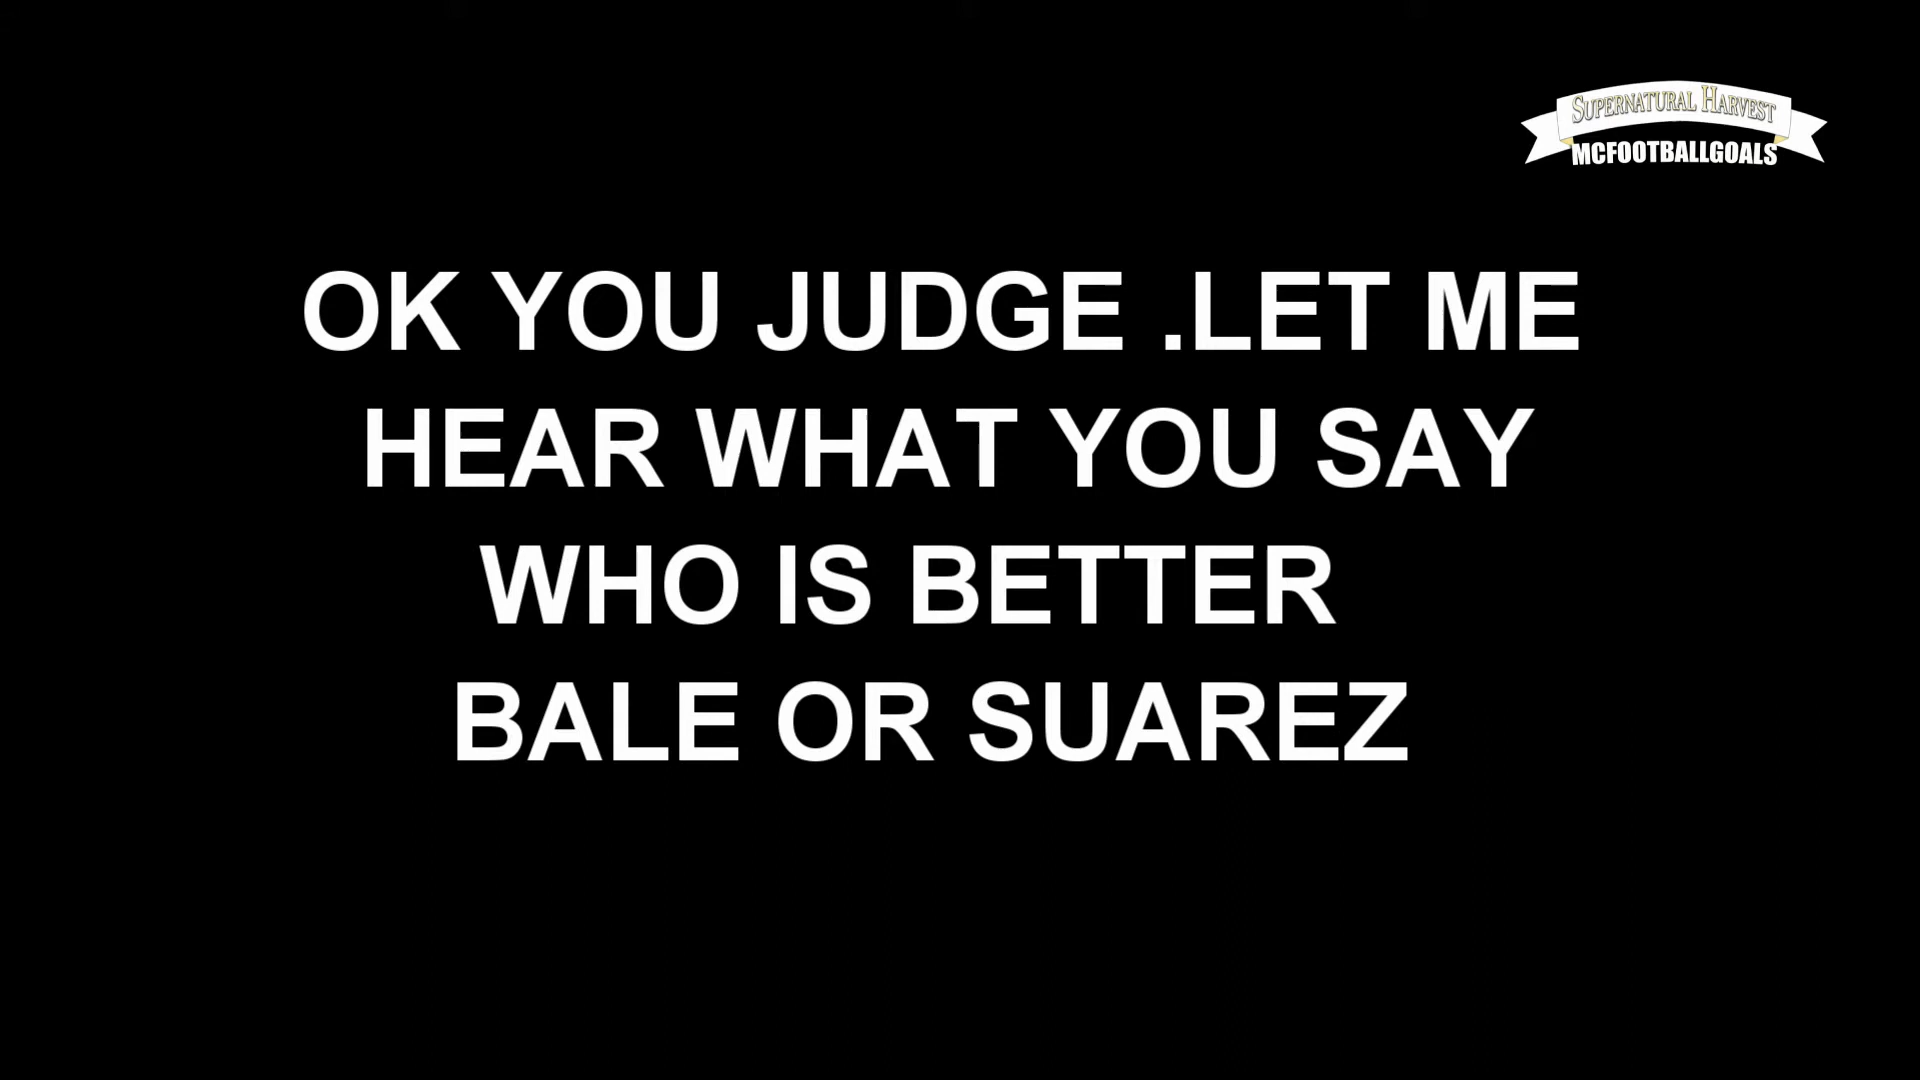 SUPERNATURAL HARVEST
MCFOOTBALLGOALS
OK YOU JUDGE .LET ME
HEAR WHAT YOU SAY
WHO IS BETTER
BALE OR SUAREZ